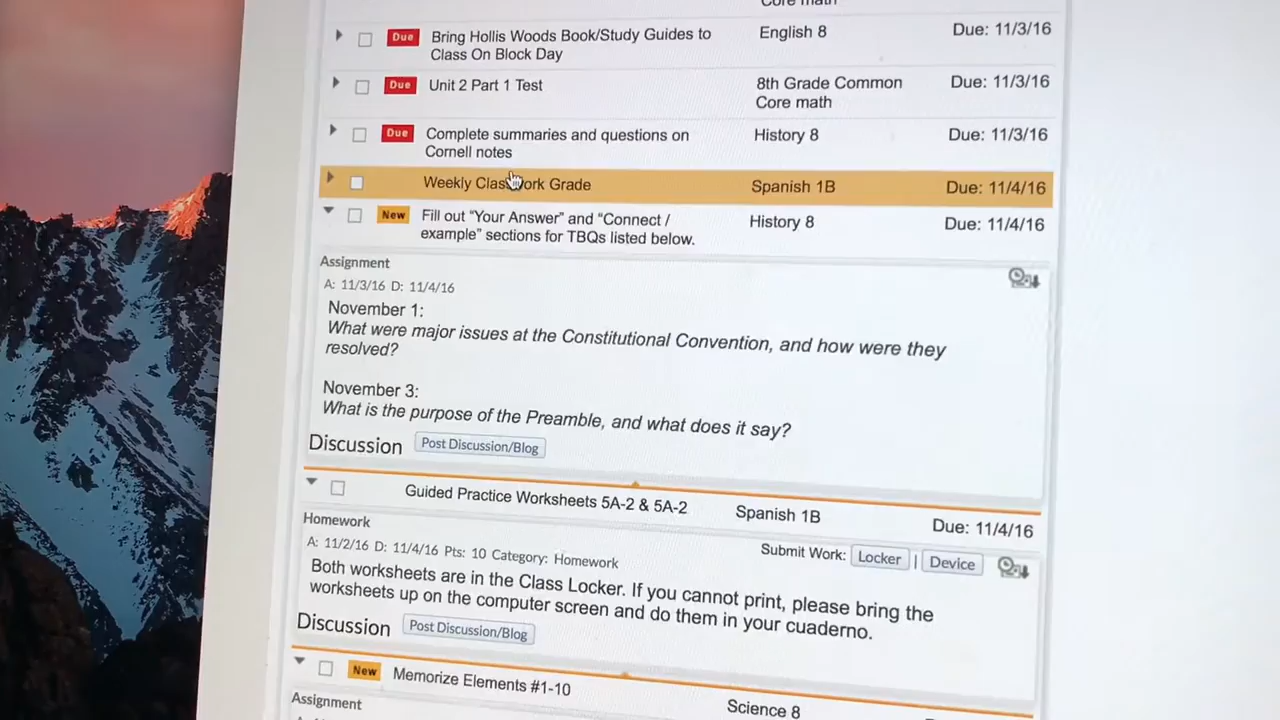 Core math
Due Bring Hollis Woods Book/Study Guides to English 8 Due: 11/3/16
Class On Block Day
Due Unit 2 Part 1 Test 8th Grade Common Due: 11/3/16
Core math
Due Complete summaries and questions on History 8 Due: 11/3/16
Cornell notes
Weekly Classwork Grade Spanish 1B Due: 11/4/16
New Fill out “Your Answer” and “Connect / History 8 Due: 11/4/16
example” sections for TBQs listed below.
Assignment
A: 11/3/16 D: 11/4/16
November 1:
What were major issues at the Constitutional Convention, and how were they
resolved?
November 3:
What is the purpose of the Preamble, and what does it say?
Discussion Post Discussion/Blog
Guided Practice Worksheets 5A-2 & 5A-2 Spanish 1B Due: 11/4/16
Homework
A: 11/2/16 D: 11/4/16 Pts: 10 Category: Homework Submit Work: Locker | Device
Both worksheets are in the Class Locker. If you cannot print, please bring the
worksheets up on the computer screen and do them in your cuaderno.
Discussion Post Discussion/Blog
New Memorize Elements #1-10 Science 8
Assignment